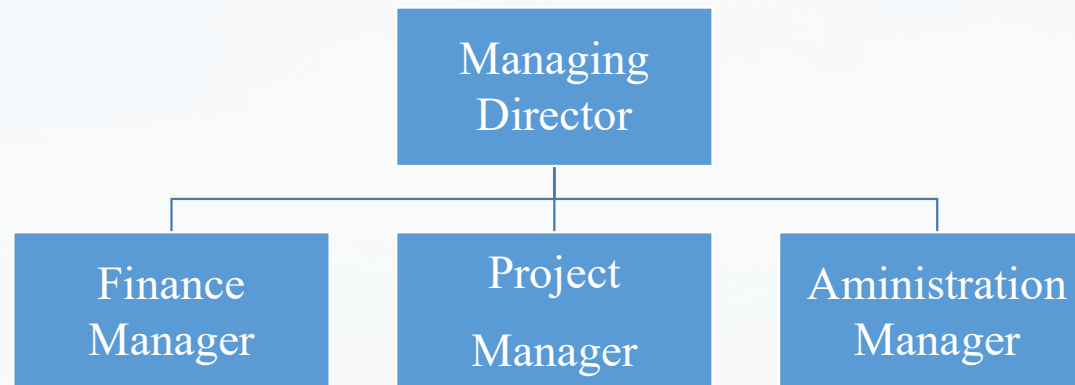 Managing
Director
Finance
Manager
Project
Manager
Aministration
Manager